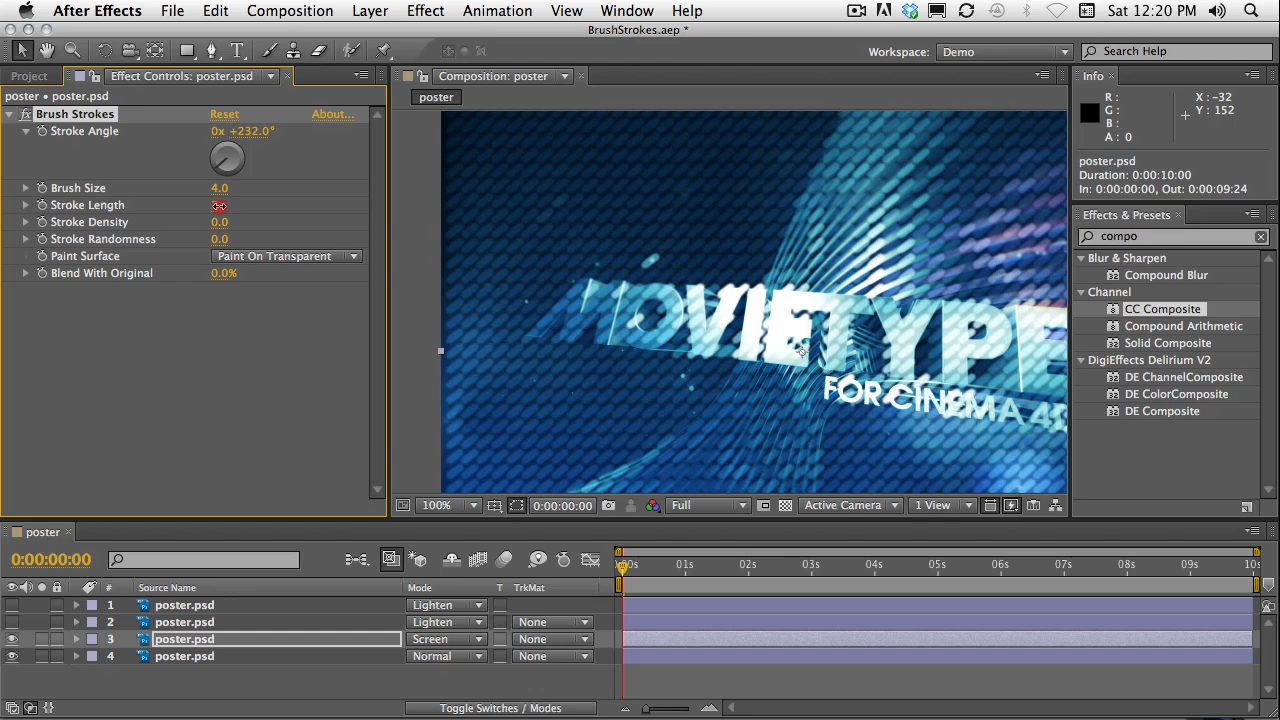 After Effects File Edit Composition Layer Effect Animation View Window Help Sat 12:20 PM
BrushStrokes.aep *
Workspace: Demo Search Help
Project Effect Controls: poster.psd Composition: poster Info
poster • poster.psd poster
fx Brush Strokes Reset About...
Stroke Angle 0x +232.0°
Brush Size 4.0
Stroke Length
Stroke Density 0.0
Stroke Randomness 0.0
Paint Surface Paint On Transparent
Blend With Original 0.0%
MOVIETYPE
FOR CINEMA 4D
R: X: -32
G: Y: 152
B:
A: 0
poster.psd
Duration: 0:00:10:00
In: 0:00:00:00, Out: 0:00:09:24
Effects & Presets
compo
Blur & Sharpen
Compound Blur
Channel
CC Composite
Compound Arithmetic
Solid Composite
DigiEffects Delirium V2
DE ChannelComposite
DE ColorComposite
DE Composite
100% 0:00:00:00 Full Active Camera 1 View
poster
0:00:00:00
:00s 01s 02s 03s 04s 05s 06s 07s 08s 09s 10s
# Source Name Mode T TrkMat
1 poster.psd Lighten
2 poster.psd Lighten None
3 poster.psd Screen None
4 poster.psd Normal None
Toggle Switches / Modes